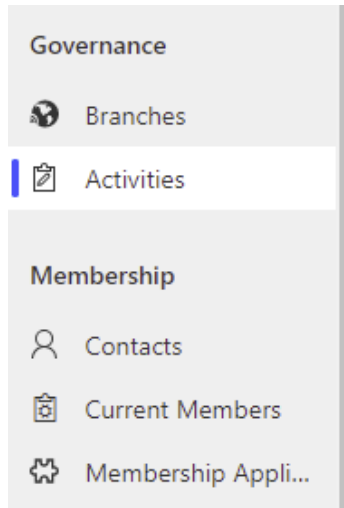 Governance
Branches
Activities
Membership
Contacts
Current Members
Membership Appli...